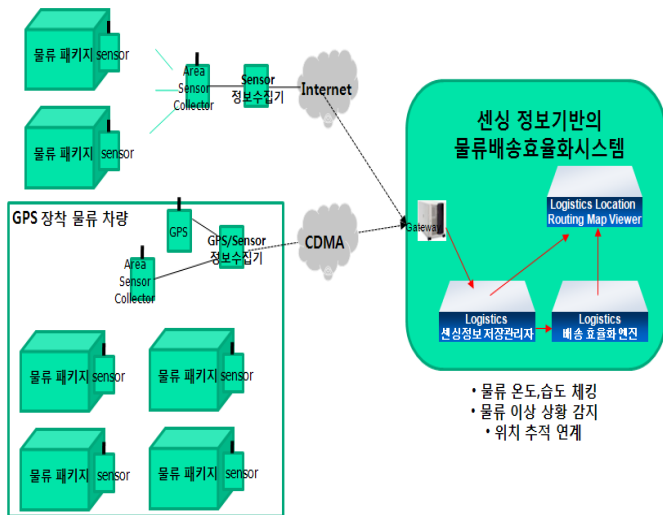 물류 패키지
sensor
물류 패키지
sensor
Area
Sensor
Collector
Sensor
정보수집기
Internet
GPS 장착 물류 차량
GPS
GPS/Sensor
정보수집기
Area
Sensor
Collector
CDMA
물류 패키지
sensor
물류 패키지
sensor
물류 패키지
sensor
물류 패키지
sensor
센싱 정보기반의
물류배송효율화시스템
Gateway
Logistics Location
Routing Map Viewer
Logistics
센싱정보저장관리자
Logistics
배송 효율화 엔진
• 물류 온도,습도 체킹
• 물류 이상 상황 감지
• 위치 추적 연계